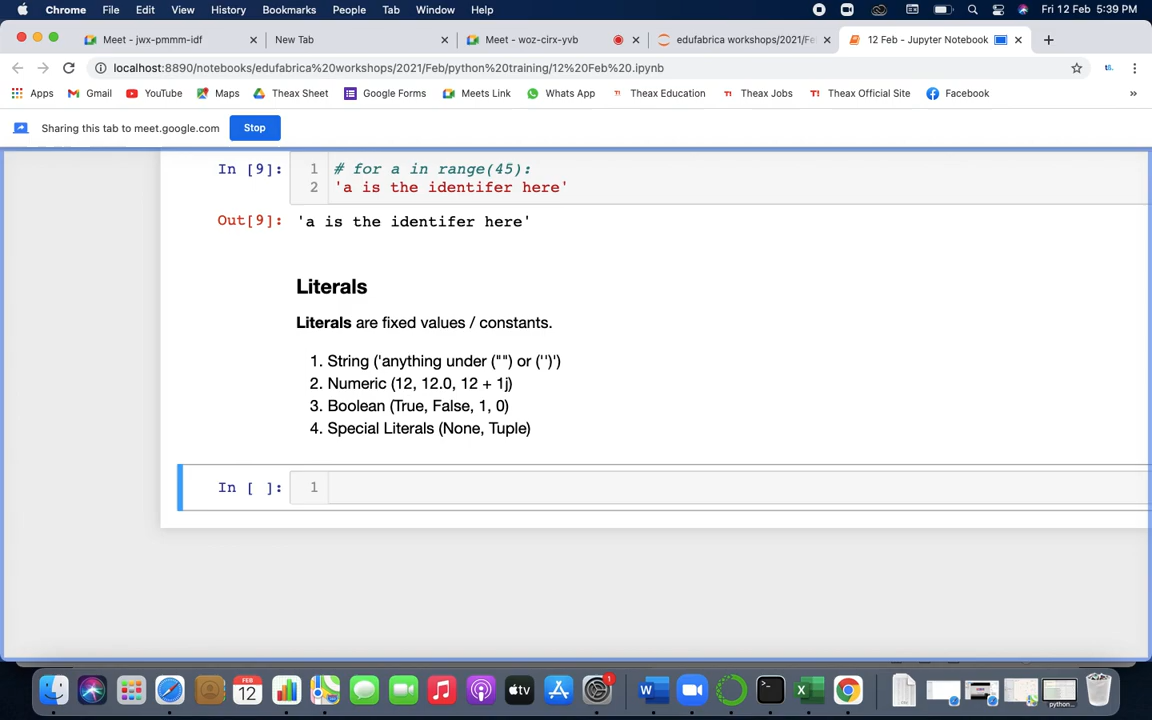 Chrome File Edit View History Bookmarks People Tab Window Help Fri 12 Feb 5:39 PM
Meet - jwx-pmmm-idf New Tab Meet - woz-cirx-yvb edufabrica workshops/2021/Fe 12 Feb - Jupyter Notebook
localhost:8890/notebooks/edufabrica%20workshops/2021/Feb/python%20training/12%20Feb%20.ipynb
Apps Gmail YouTube Maps Theax Sheet Google Forms Meets Link Whats App Theax Education Theax Jobs Theax Official Site Facebook »
Sharing this tab to meet.google.com Stop
In [9]: 1 # for a in range(45):
2 'a is the identifer here'
Out[9]: 'a is the identifer here'
Literals
Literals are fixed values / constants.
1. String ('anything under ("") or ('')')
2. Numeric (12, 12.0, 12 + 1j)
3. Boolean (True, False, 1, 0)
4. Special Literals (None, Tuple)
In [ ]: 1
FEB
12
tv
1
python...